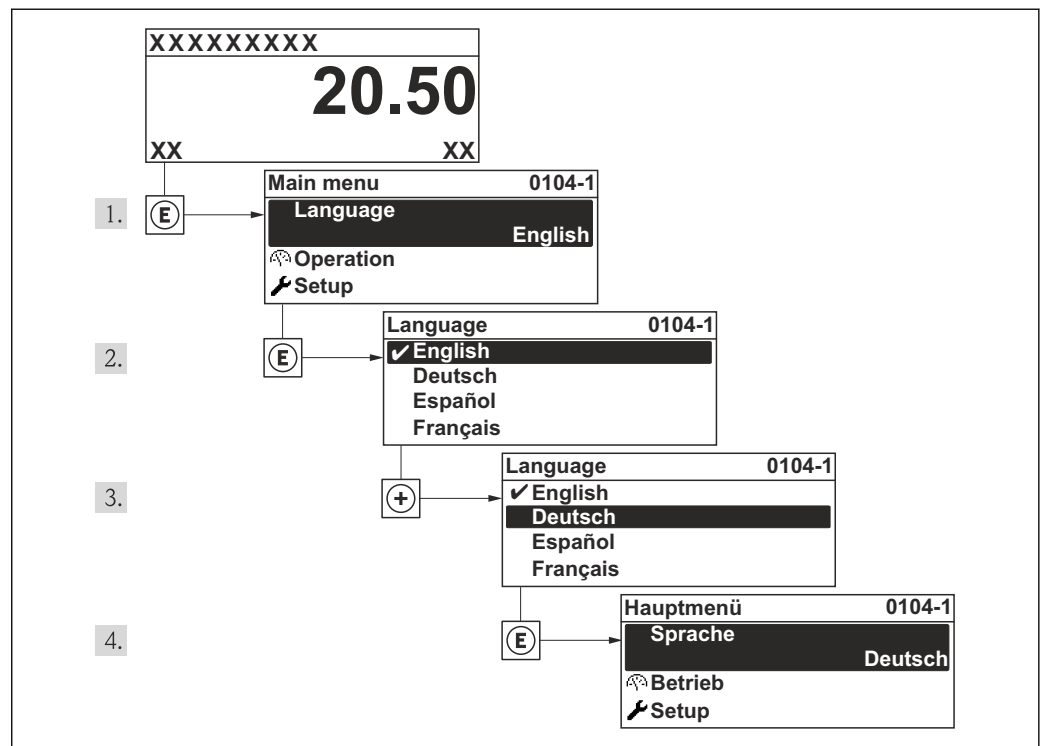 XXXXXXXXX
20.50
XX XX
1. E
Main menu 0104-1
Language
English
Operation
Setup
2. E
Language 0104-1
✔English
Deutsch
Español
Français
3. +
Language 0104-1
✔English
Deutsch
Español
Français
4. E
Hauptmenü 0104-1
Sprache
Deutsch
Betrieb
Setup